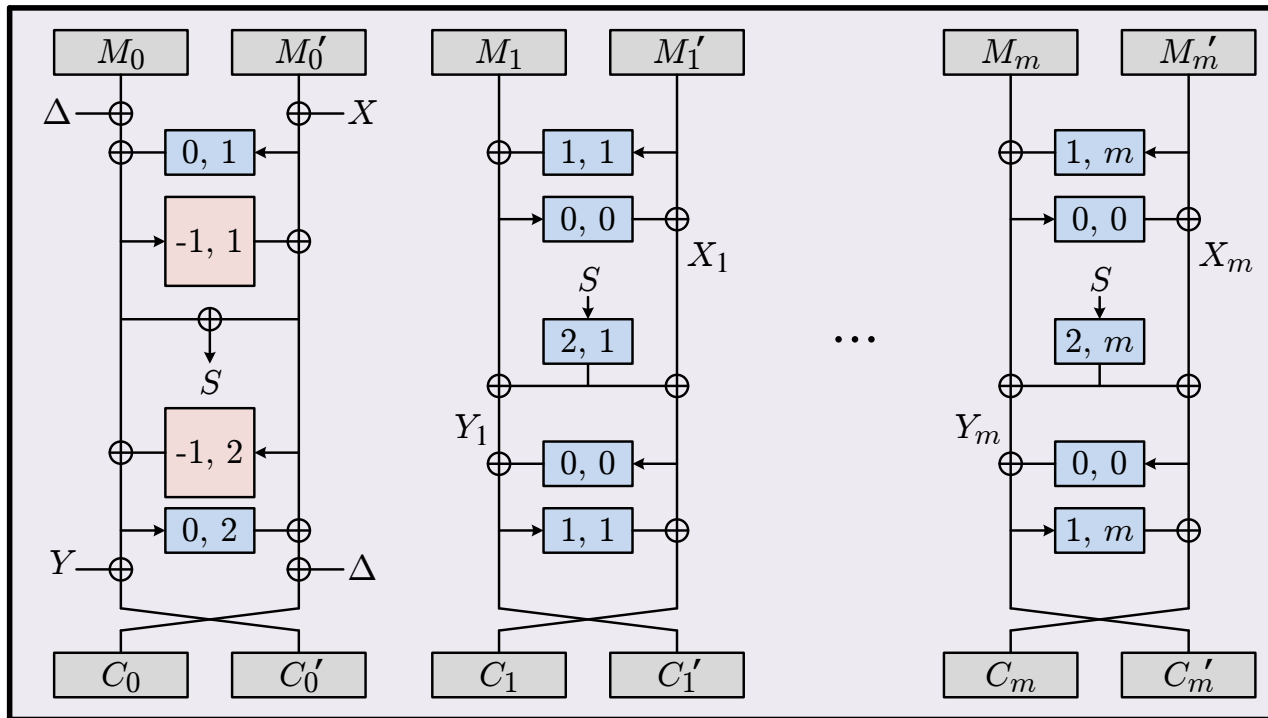 M₀ M₀′ M₁ M₁′ Mₘ Mₘ′
Δ X
0, 1 1, 1 1, m
-1, 1 0, 0 0, 0
X₁ Xₘ
S S
2, 1 ... 2, m
S
Y₁ Yₘ
-1, 2 0, 0 0, 0
0, 2 1, 1 1, m
Y Δ
C₀ C₀′ C₁ C₁′ Cₘ Cₘ′